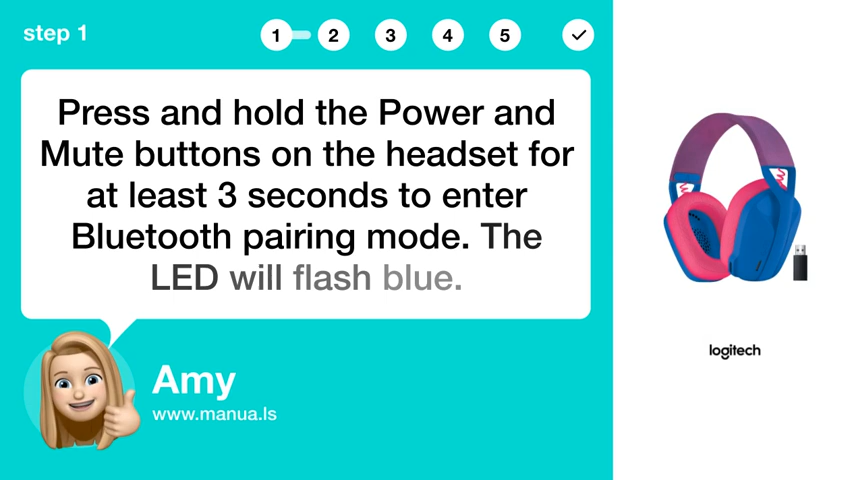 step 1
1 2 3 4 5
Press and hold the Power and
Mute buttons on the headset for
at least 3 seconds to enter
Bluetooth pairing mode. The
LED will flash blue.
Amy
www.manua.ls
logitech